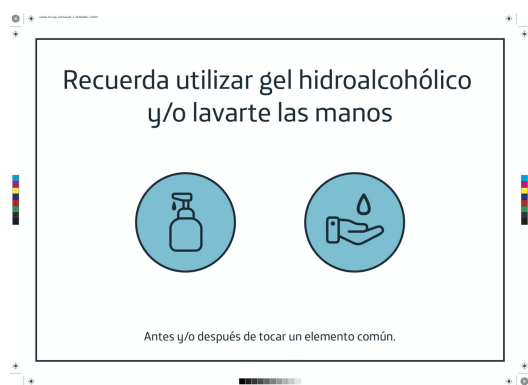 Recuerda utilizar gel hidroalcohólico
y/o lavarte las manos
Antes y/o después de tocar un elemento común.